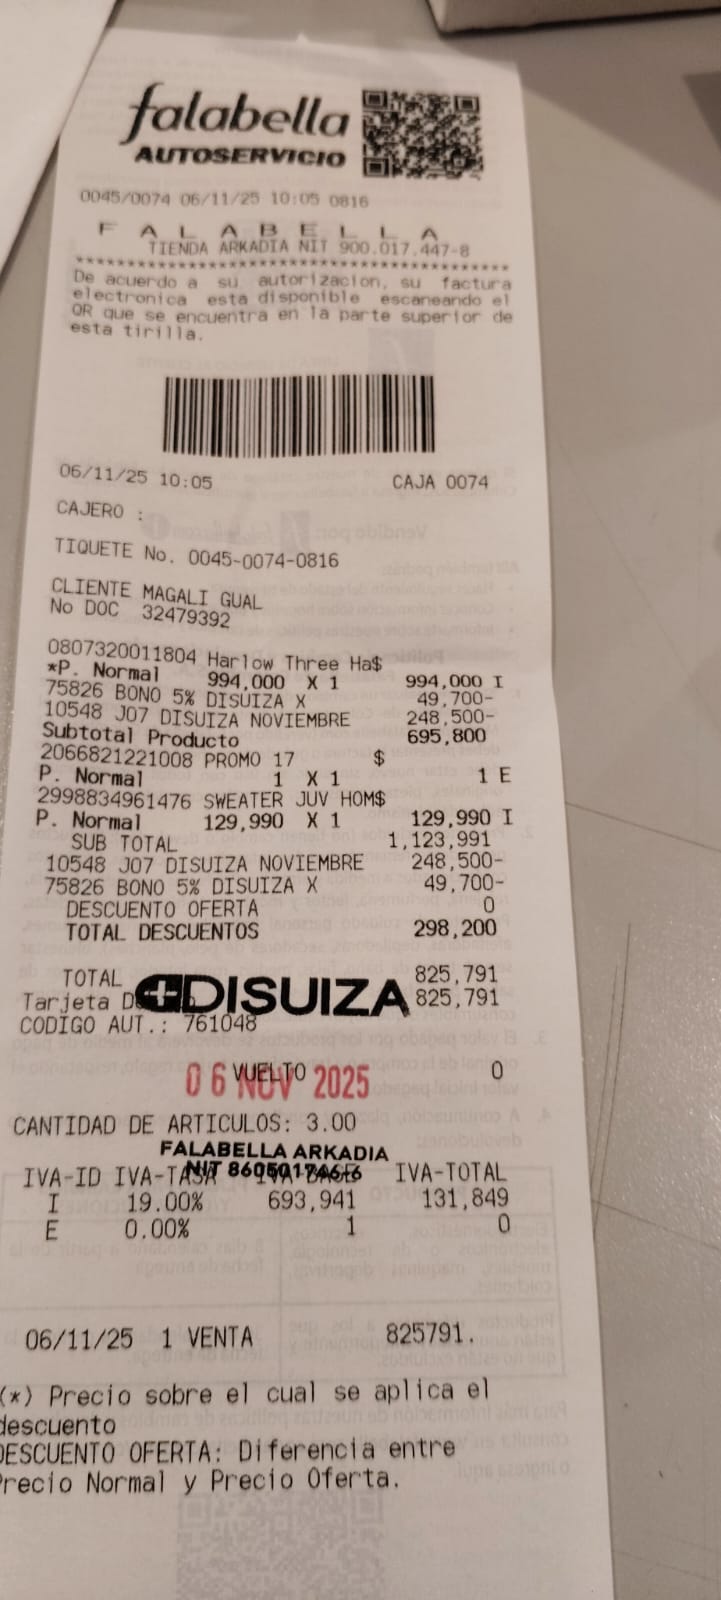 falabella
AUTOSERVICIO
0045/0074 06/11/25 10:05 0816
F A L A B E L L A
TIENDA ARKADIA NIT 900.017.447-8
***************************************
De acuerdo a su autorizacion, su factura
electronica esta disponible escaneando el
QR que se encuentra en la parte superior de
esta tirilla.
06/11/25 10:05 CAJA 0074
CAJERO :
TIQUETE No. 0045-0074-0816
CLIENTE MAGALI GUAL
No DOC 32479392
0807320011804 Harlow Three Ha$
*P. Normal 994,000 X 1 994,000 I
75826 BONO 5% DISUIZA X 49,700-
10548 J07 DISUIZA NOVIEMBRE 248,500-
Subtotal Producto 695,800
2066821221008 PROMO 17 $
P. Normal 1 X 1 1 E
2998834961476 SWEATER JUV HOM$
P. Normal 129,990 X 1 129,990 I
SUB TOTAL 1,123,991
10548 J07 DISUIZA NOVIEMBRE 248,500-
75826 BONO 5% DISUIZA X 49,700-
DESCUENTO OFERTA 0
TOTAL DESCUENTOS 298,200
TOTAL 825,791
DISUIZA
Tarjeta 825,791
CODIGO AUT.: 761048
VUELTO 0
06 NOV 2025
CANTIDAD DE ARTICULOS: 3.00
FALABELLA ARKADIA
NIT
IVA-ID IVA-TASA IVA-BASE IVA-TOTAL
I 19.00% 693,941 131,849
E 0.00% 1 0
06/11/25 1 VENTA 825791.
(*) Precio sobre el cual se aplica el
descuento
DESCUENTO OFERTA: Diferencia entre
Precio Normal y Precio Oferta.